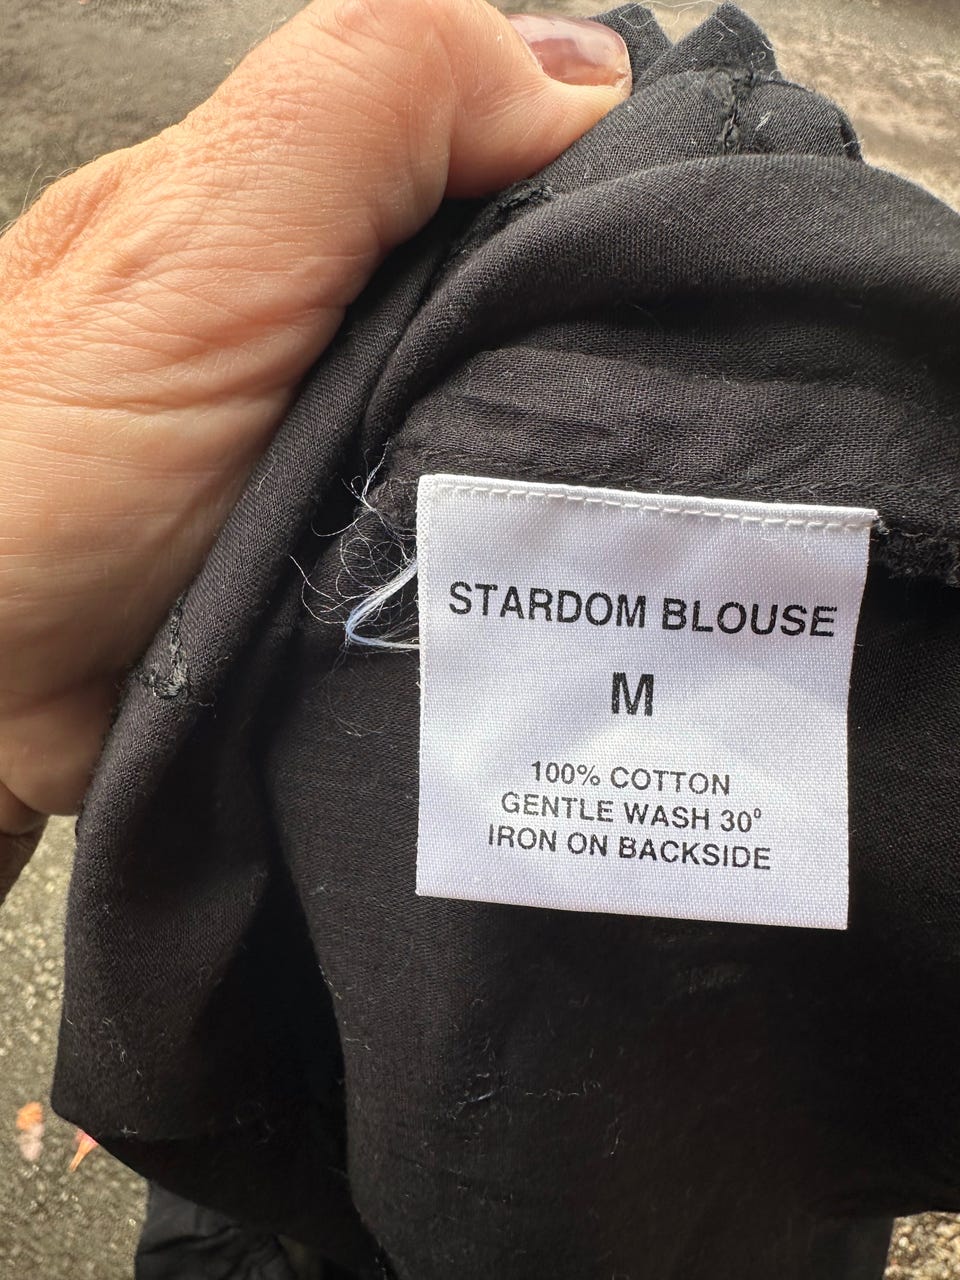 STARDOM BLOUSE
M
100% COTTON
GENTLE WASH 30°
IRON ON BACKSIDE